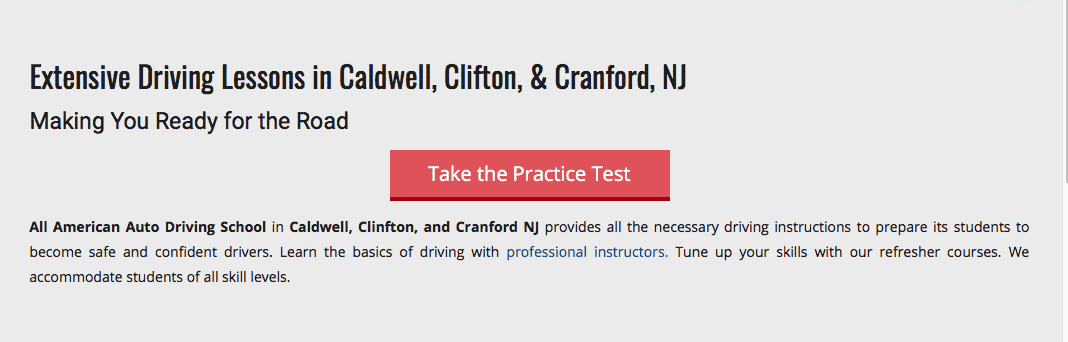 Extensive Driving Lessons in Caldwell, Clifton, & Cranford, NJ
Making You Ready for the Road
Take the Practice Test
All American Auto Driving School in Caldwell, Clinfton, and Cranford NJ provides all the necessary driving instructions to prepare its students to
become safe and confident drivers. Learn the basics of driving with professional instructors. Tune up your skills with our refresher courses. We
accommodate students of all skill levels.